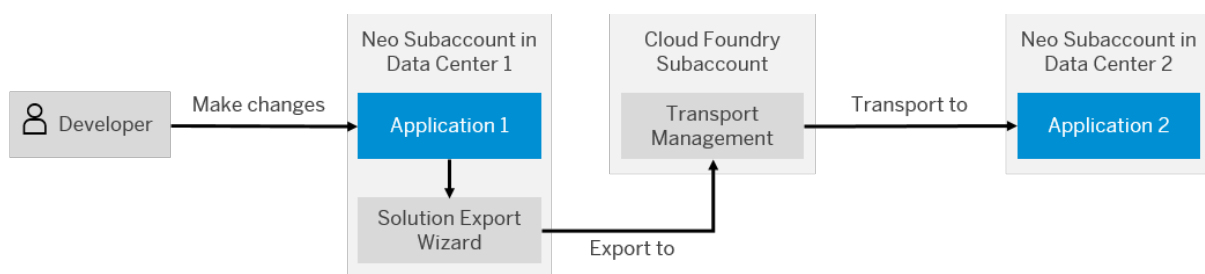 Developer
Make changes
Neo Subaccount in
Data Center 1
Application 1
Solution Export
Wizard
Export to
Cloud Foundry
Subaccount
Transport
Management
Transport to
Neo Subaccount in
Data Center 2
Application 2